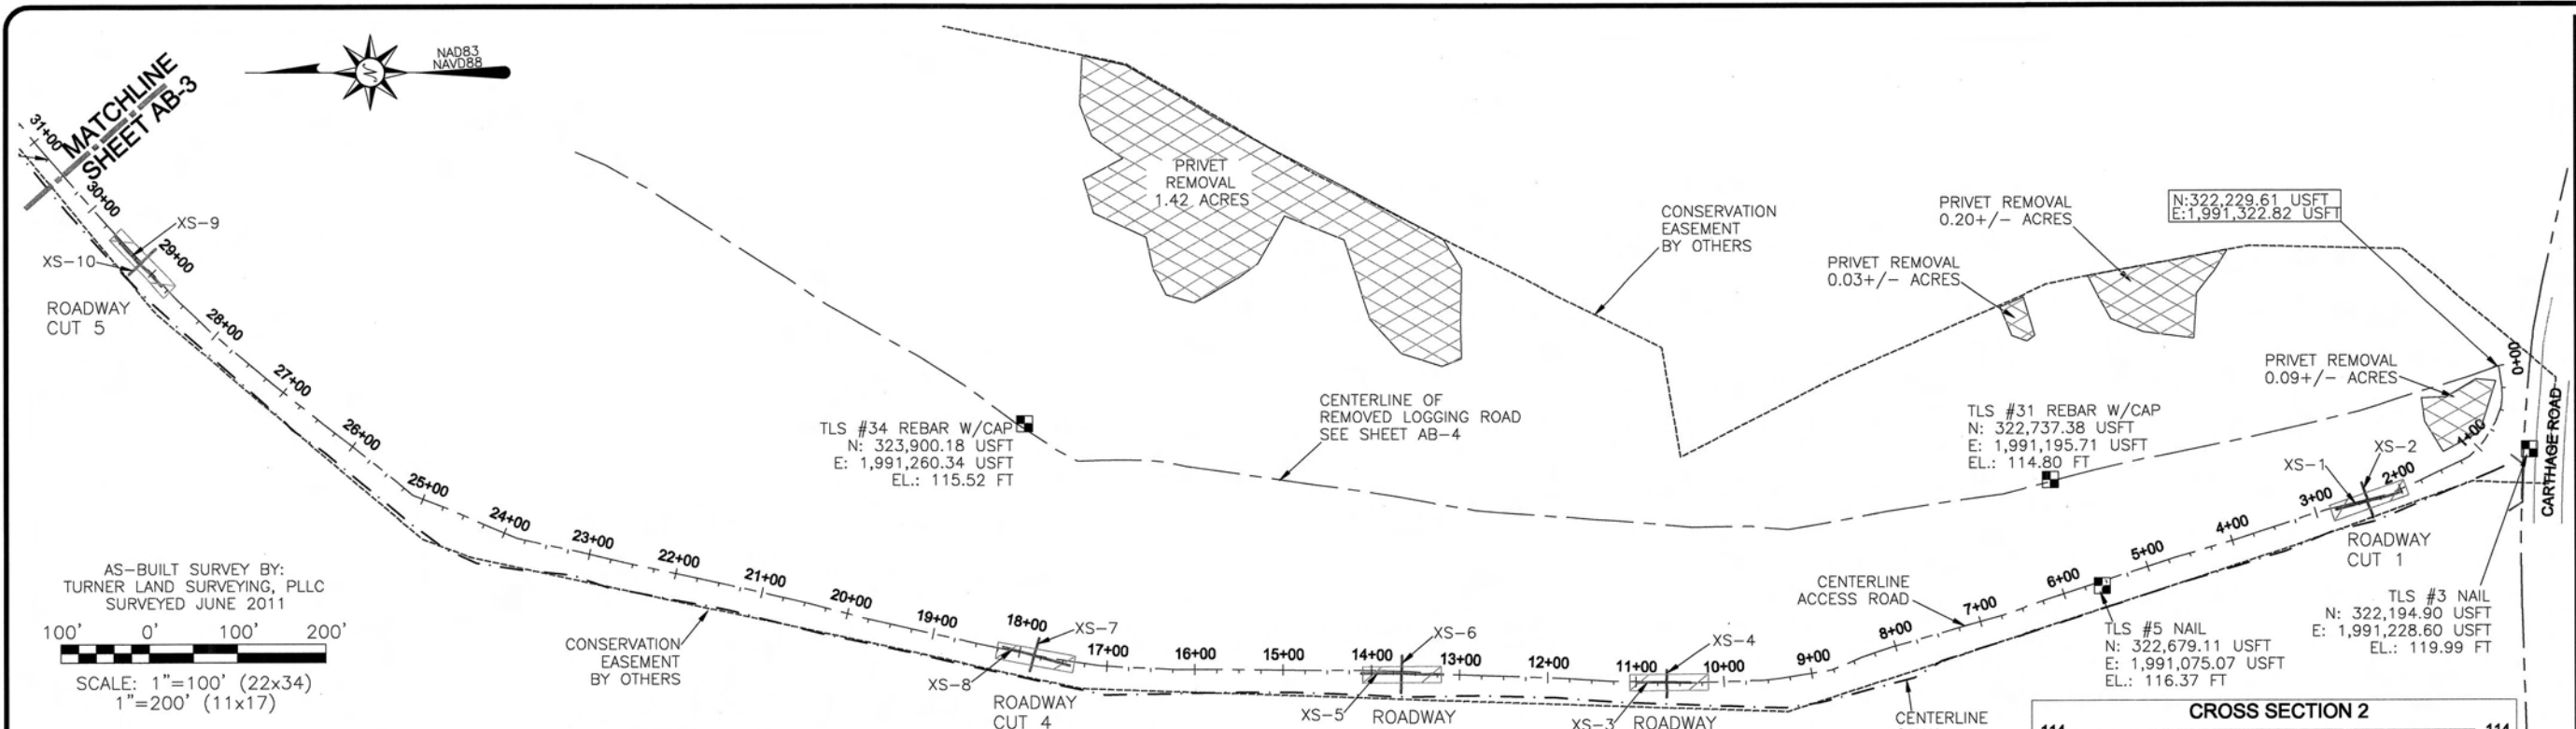 NAD83
NAVD88
N
MATCHLINE
SHEET AB-3
31+00
30+00
XS-9
29+00
XS-10
ROADWAY
CUT 5
28+00
27+00
26+00
25+00
24+00
23+00
22+00
21+00
20+00
19+00
18+00
17+00
16+00
15+00
14+00
13+00
12+00
11+00
10+00
9+00
8+00
7+00
6+00
5+00
4+00
3+00
2+00
1+00
0+00
PRIVET
REMOVAL
1.42 ACRES
CONSERVATION
EASEMENT
BY OTHERS
PRIVET REMOVAL
0.20+/- ACRES
N:322,229.61 USFT
E:1,991,322.82 USFT
PRIVET REMOVAL
0.03+/- ACRES
PRIVET REMOVAL
0.09+/- ACRES
CARTHAGE ROAD
TLS #34 REBAR W/CAP
N: 323,900.18 USFT
E: 1,991,260.34 USFT
EL.: 115.52 FT
CENTERLINE OF
REMOVED LOGGING ROAD
SEE SHEET AB-4
TLS #31 REBAR W/CAP
N: 322,737.38 USFT
E: 1,991,195.71 USFT
EL.: 114.80 FT
XS-2
XS-1
ROADWAY
CUT 1
AS-BUILT SURVEY BY:
TURNER LAND SURVEYING, PLLC
SURVEYED JUNE 2011
100' 0' 100' 200'
SCALE: 1"=100' (22x34)
1"=200' (11x17)
CONSERVATION
EASEMENT
BY OTHERS
XS-7
XS-8
ROADWAY
CUT 4
XS-6
XS-5
ROADWAY
XS-4
XS-3
ROADWAY
CENTERLINE
ACCESS ROAD
TLS #5 NAIL
N: 322,679.11 USFT
E: 1,991,075.07 USFT
EL.: 116.37 FT
TLS #3 NAIL
N: 322,194.90 USFT
E: 1,991,228.60 USFT
EL.: 119.99 FT
CENTERLINE
CROSS SECTION 2
114 114